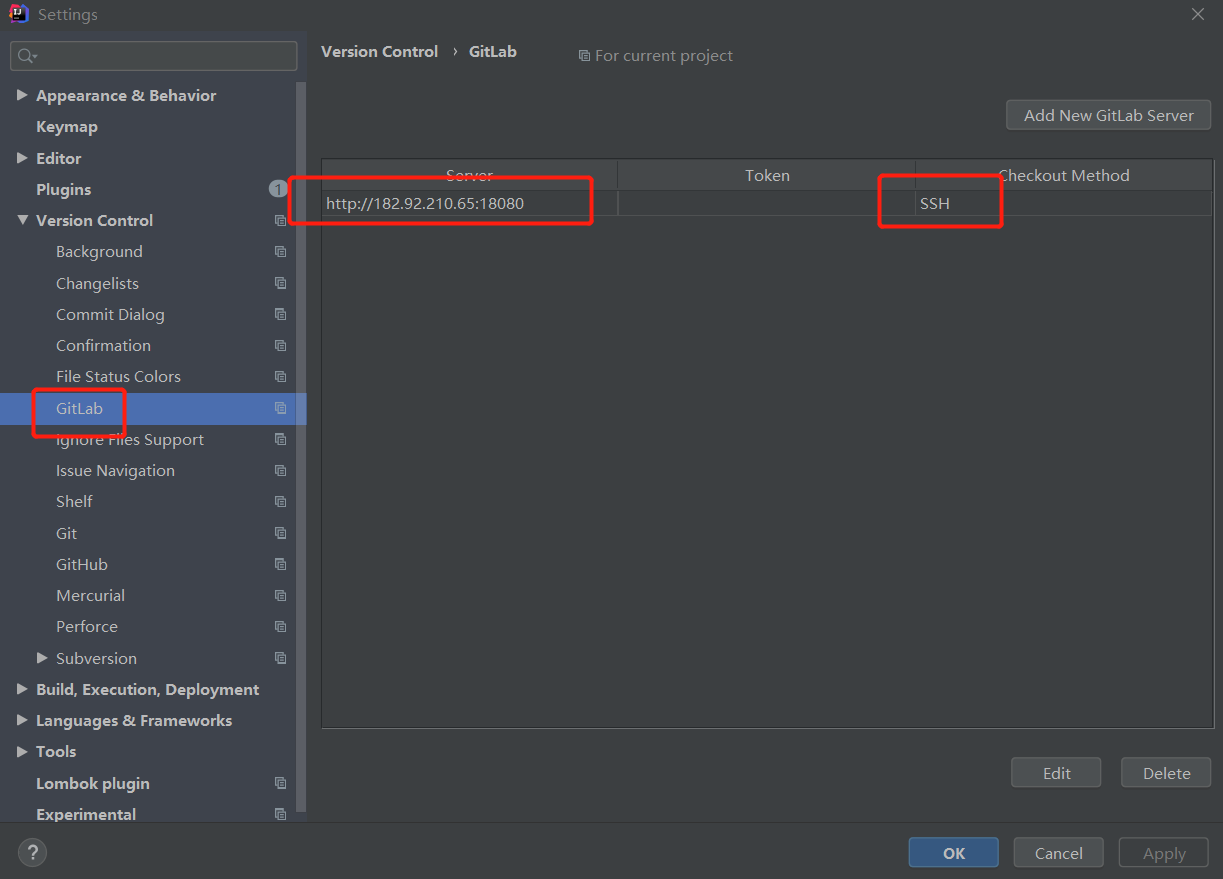 Settings
Version Control › GitLab
For current project
Appearance & Behavior
Keymap
Editor
Plugins 1
Version Control
Background
Changelists
Commit Dialog
Confirmation
File Status Colors
GitLab
Ignore Files Support
Issue Navigation
Shelf
Git
GitHub
Mercurial
Perforce
Subversion
Build, Execution, Deployment
Languages & Frameworks
Tools
Lombok plugin
Experimental
Add New GitLab Server
Server Token Checkout Method
http://182.92.210.65:18080 SSH
Edit Delete
? OK Cancel Apply